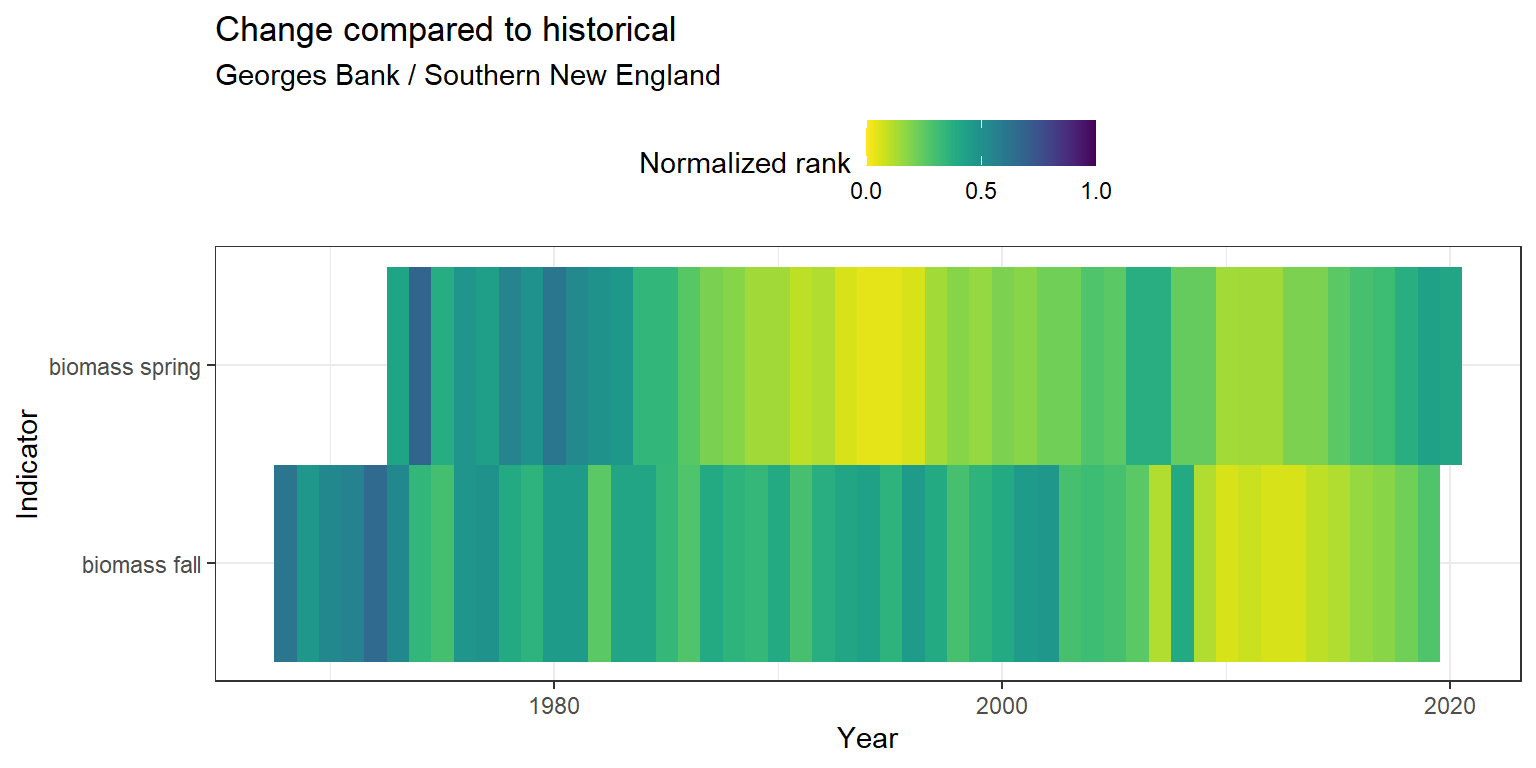 Change compared to historical
Georges Bank / Southern New England
Normalized rank
0.0 0.5 1.0
Indicator
biomass spring
biomass fall
1980 2000 2020
Year